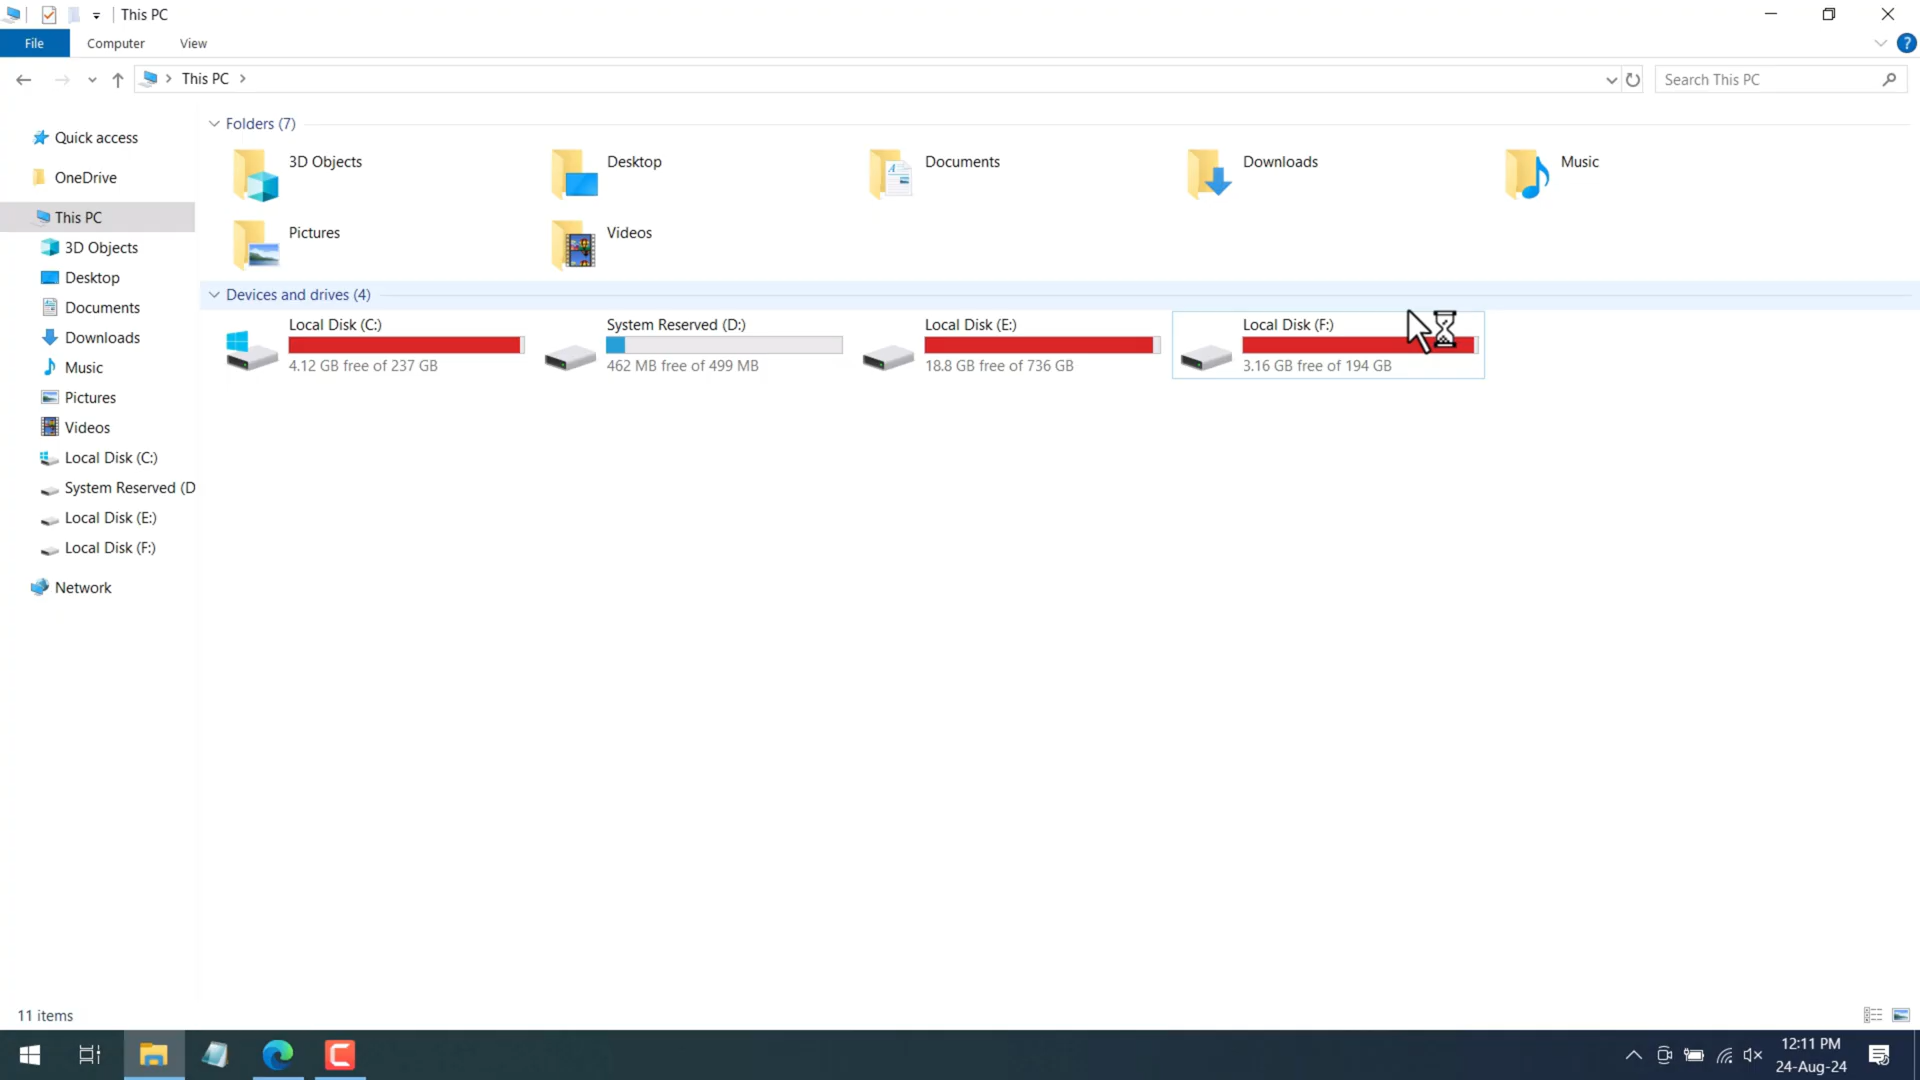 This PC
File Computer View
This PC
Search This PC
Quick access
OneDrive
This PC
3D Objects
Desktop
Documents
Downloads
Music
Pictures
Videos
Local Disk (C:)
System Reserved (D
Local Disk (E:)
Local Disk (F:)
Network
Folders (7)
3D Objects Desktop Documents Downloads Music
Pictures Videos
Devices and drives (4)
Local Disk (C:) System Reserved (D:) Local Disk (E:) Local Disk (F:)
4.12 GB free of 237 GB 462 MB free of 499 MB 18.8 GB free of 736 GB 3.16 GB free of 194 GB
11 items
12:11 PM
24-Aug-24